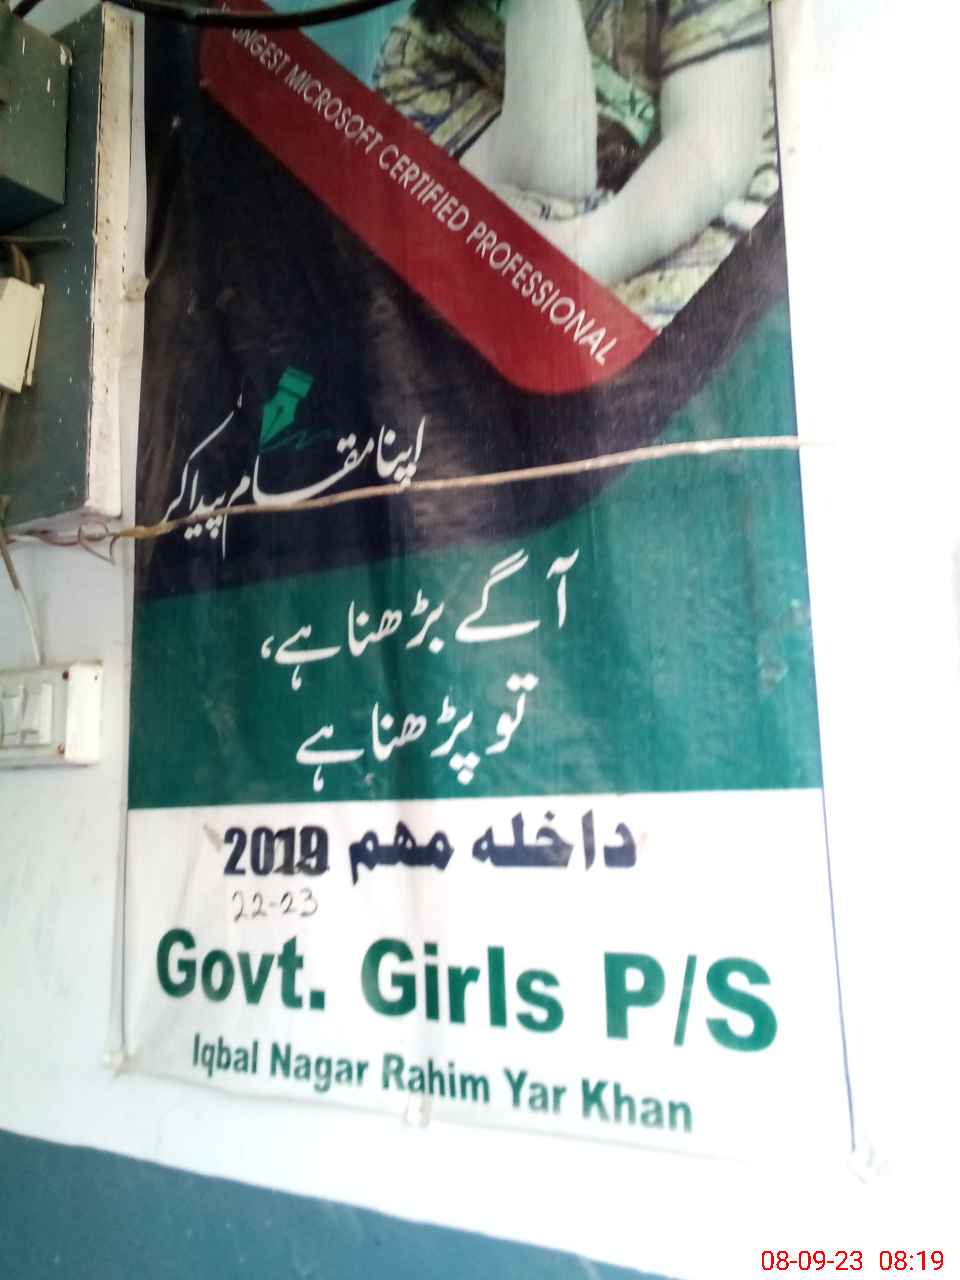 MICROSOFT CERTIFIED PROFESSIONAL
اپنا مقام پیدا کر
آگے بڑھنا ہے،
تو پڑھنا ہے
داخلہ مهم 2019
22-23
Govt. Girls P/S
Iqbal Nagar Rahim Yar Khan
08-09-23 08:19